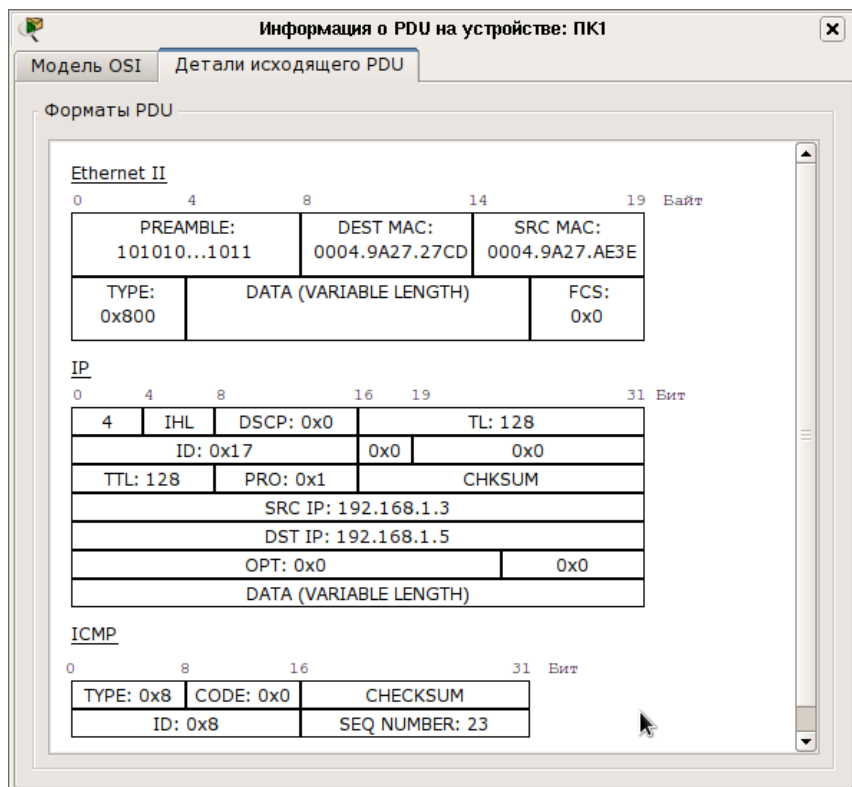 Информация о PDU на устройстве: ПК1
Модель OSI Детали исходящего PDU
Форматы PDU
Ethernet II
0 4 8 14 19 Байт
PREAMBLE: DEST MAC: SRC MAC:
101010...1011 0004.9A27.27CD 0004.9A27.AE3E
TYPE: DATA (VARIABLE LENGTH) FCS:
0x800 0x0
IP
0 4 8 16 19 31 Бит
4 IHL DSCP: 0x0 TL: 128
ID: 0x17 0x0 0x0
TTL: 128 PRO: 0x1 CHKSUM
SRC IP: 192.168.1.3
DST IP: 192.168.1.5
OPT: 0x0 0x0
DATA (VARIABLE LENGTH)
ICMP
0 8 16 31 Бит
TYPE: 0x8 CODE: 0x0 CHECKSUM
ID: 0x8 SEQ NUMBER: 23